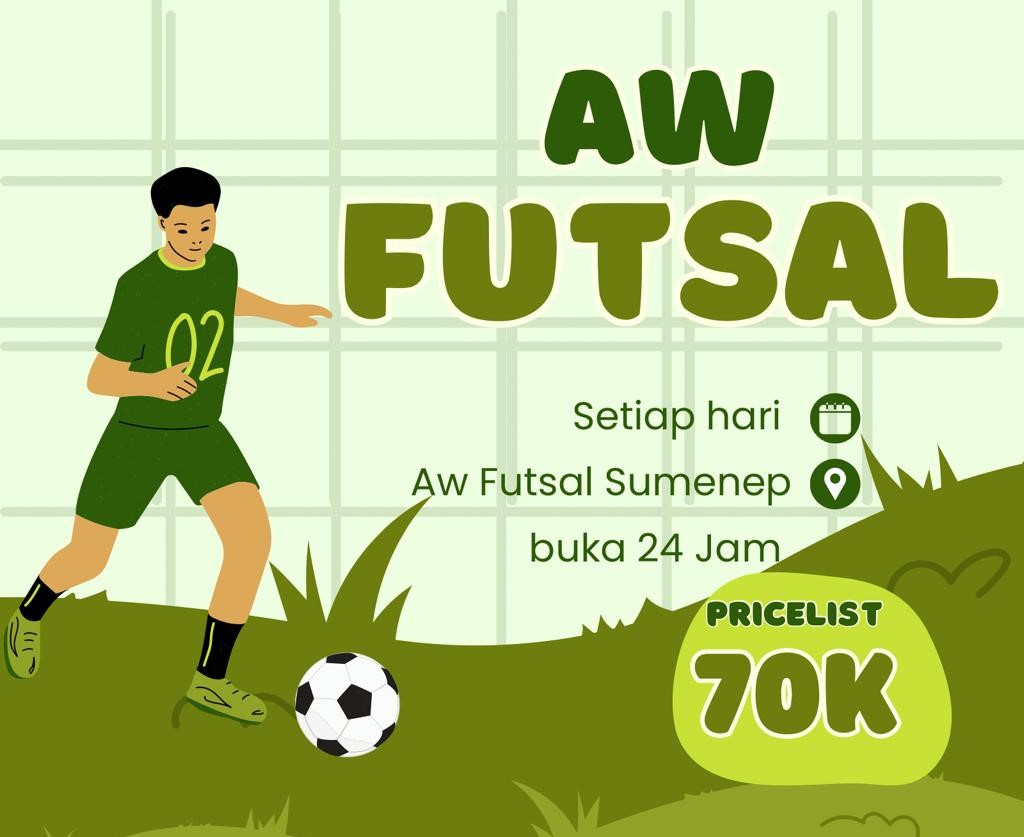 AW
FUTSAL
02
Setiap hari
Aw Futsal Sumenep
buka 24 Jam
PRICELIST
70K